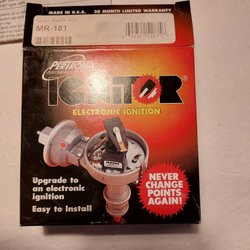 MADE IN U.S.A.
30 MONTH LIMITED WARRANTY
MR-181
PERTRONIX
IGNITOR
ELECTRONIC IGNITION
Upgrade to
an electronic
ignition
Easy to Install
NEVER
CHANGE
POINTS
AGAIN!